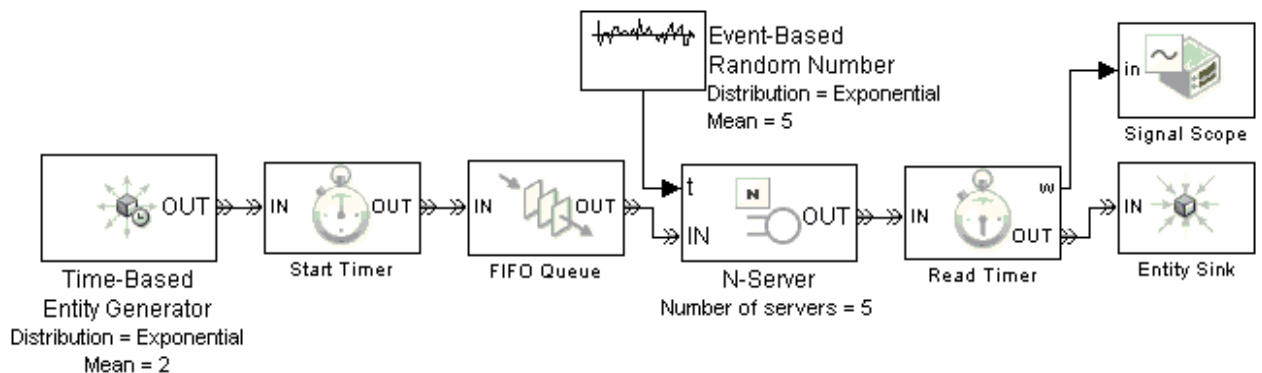 Event-Based
Random Number
Distribution = Exponential
Mean = 5
in
Signal Scope
OUT
Time-Based
Entity Generator
Distribution = Exponential
Mean = 2
IN
T
OUT
Start Timer
IN
OUT
FIFO Queue
t
N
IN
OUT
N-Server
Number of servers = 5
IN
T
w
OUT
Read Timer
IN
Entity Sink